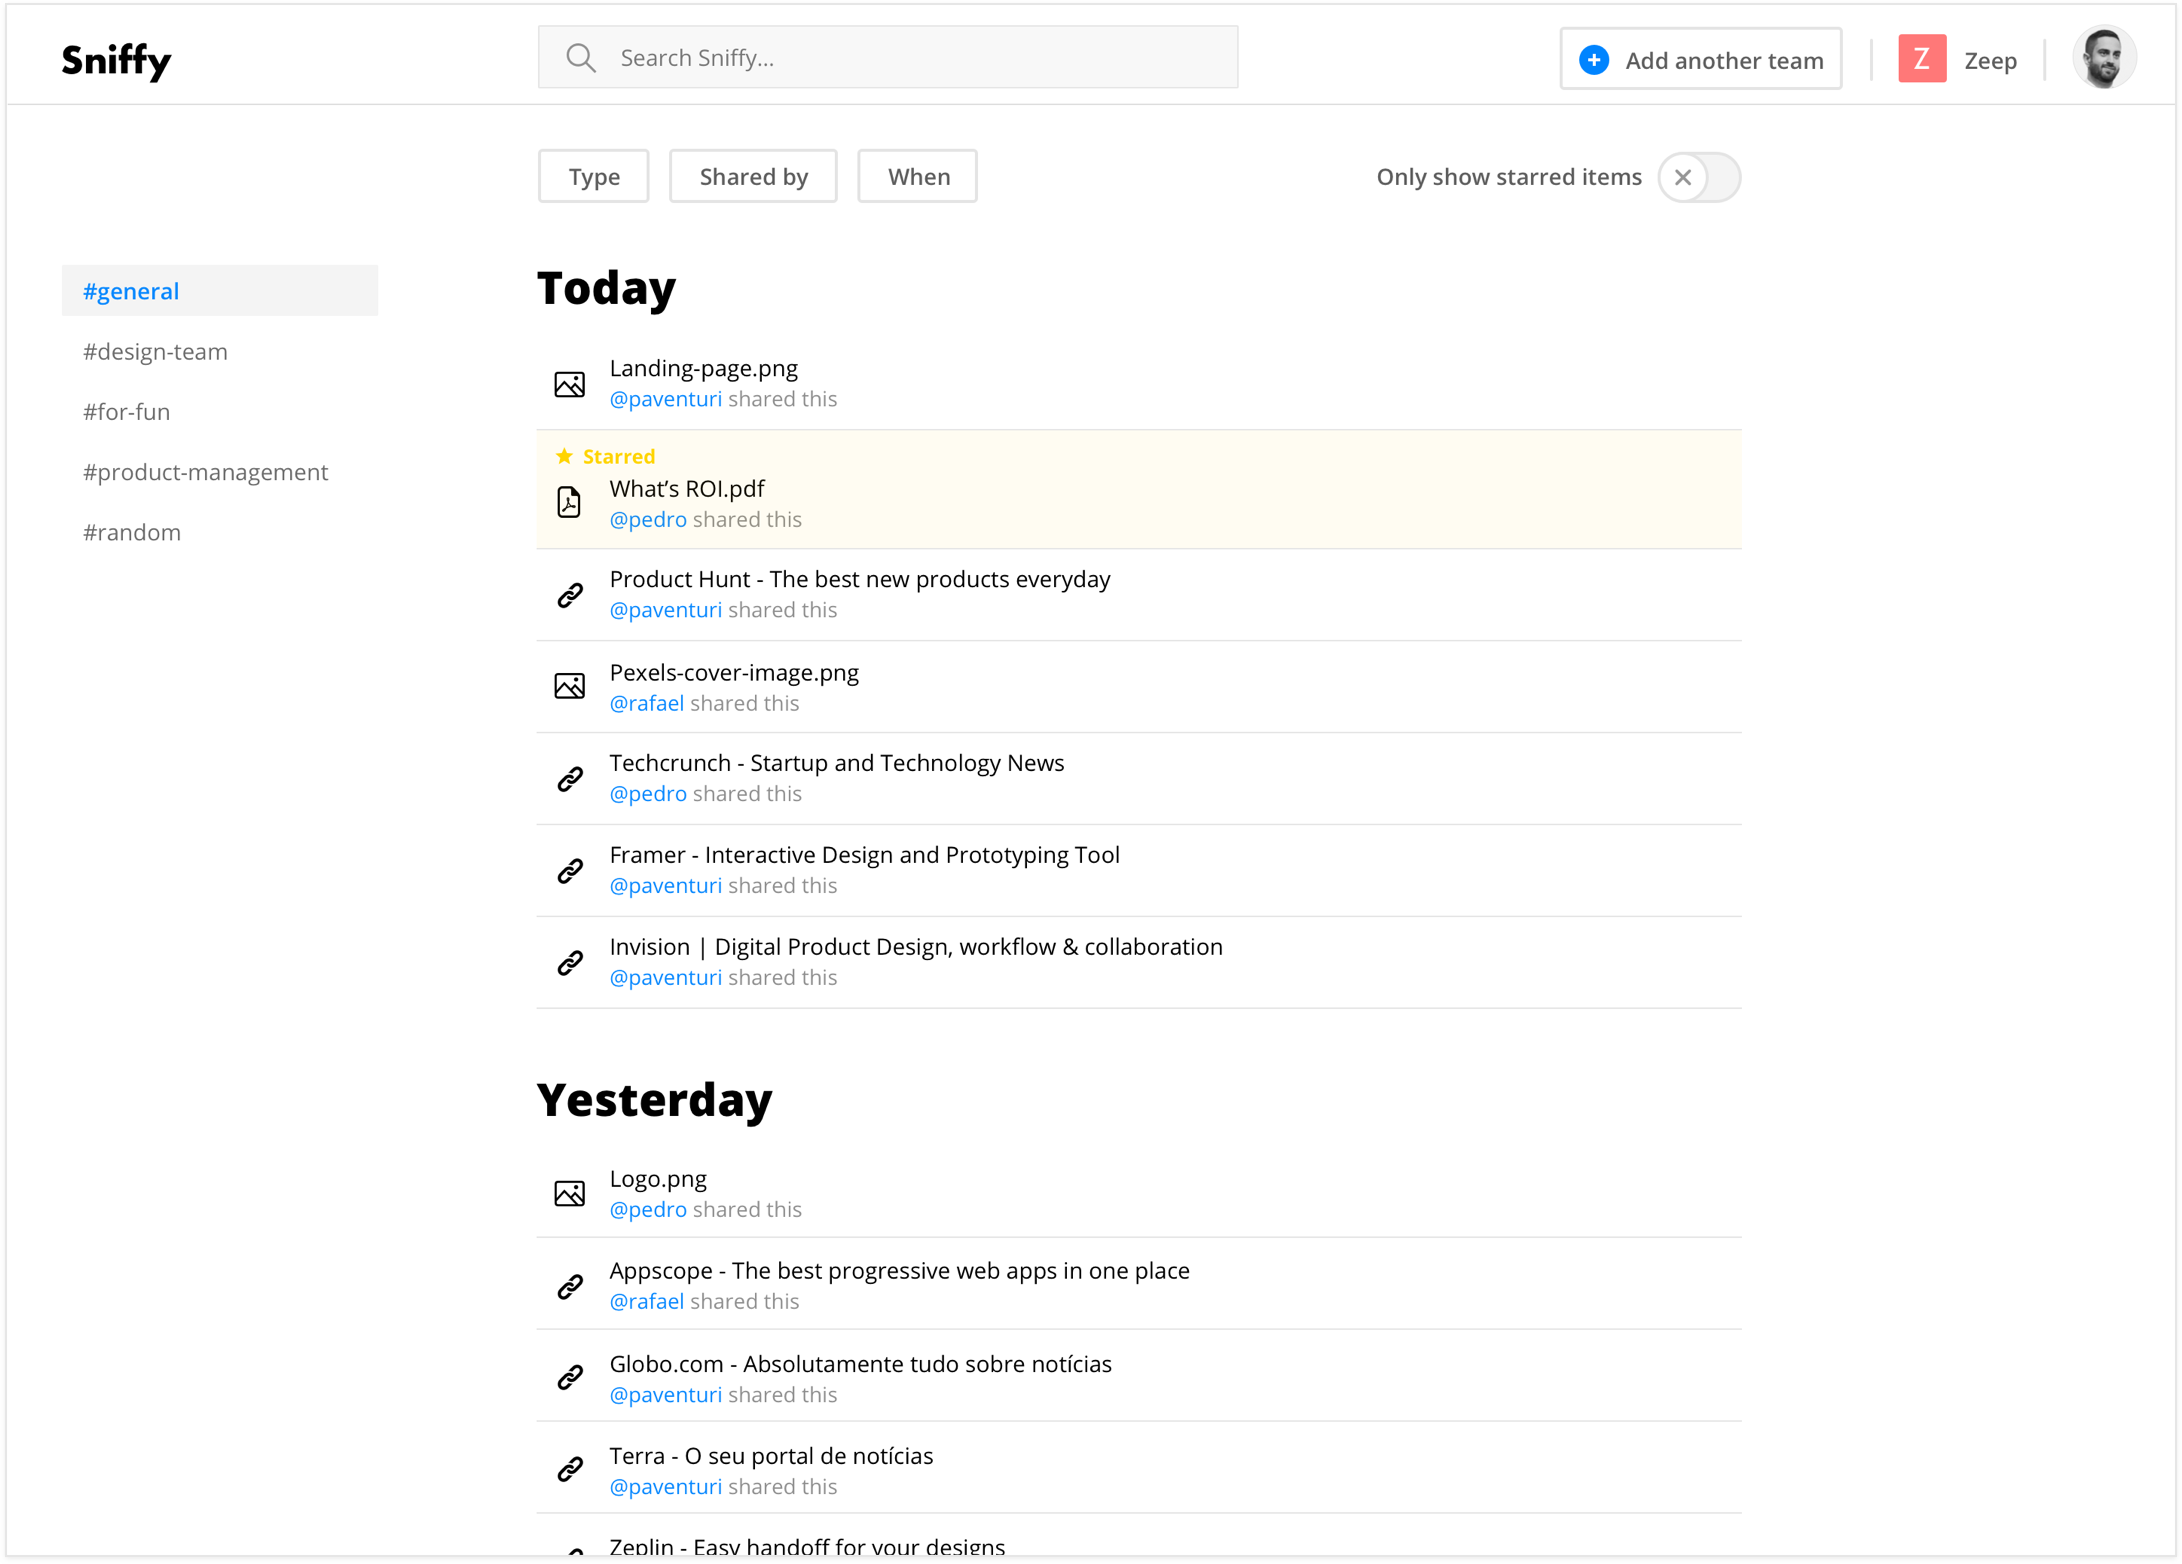 Sniffy
Search Sniffy...
Add another team
Z
Zeep
Type
Shared by
When
Only show starred items
#general
#design-team
#for-fun
#product-management
#random
Today
Landing-page.png
@paventuri shared this
Starred
What’s ROI.pdf
@pedro shared this
Product Hunt - The best new products everyday
@paventuri shared this
Pexels-cover-image.png
@rafael shared this
Techcrunch - Startup and Technology News
@pedro shared this
Framer - Interactive Design and Prototyping Tool
@paventuri shared this
Invision | Digital Product Design, workflow & collaboration
@paventuri shared this
Yesterday
Logo.png
@pedro shared this
Appscope - The best progressive web apps in one place
@rafael shared this
Globo.com - Absolutamente tudo sobre notícias
@paventuri shared this
Terra - O seu portal de notícias
@paventuri shared this
Zeplin - Easy handoff for your designs